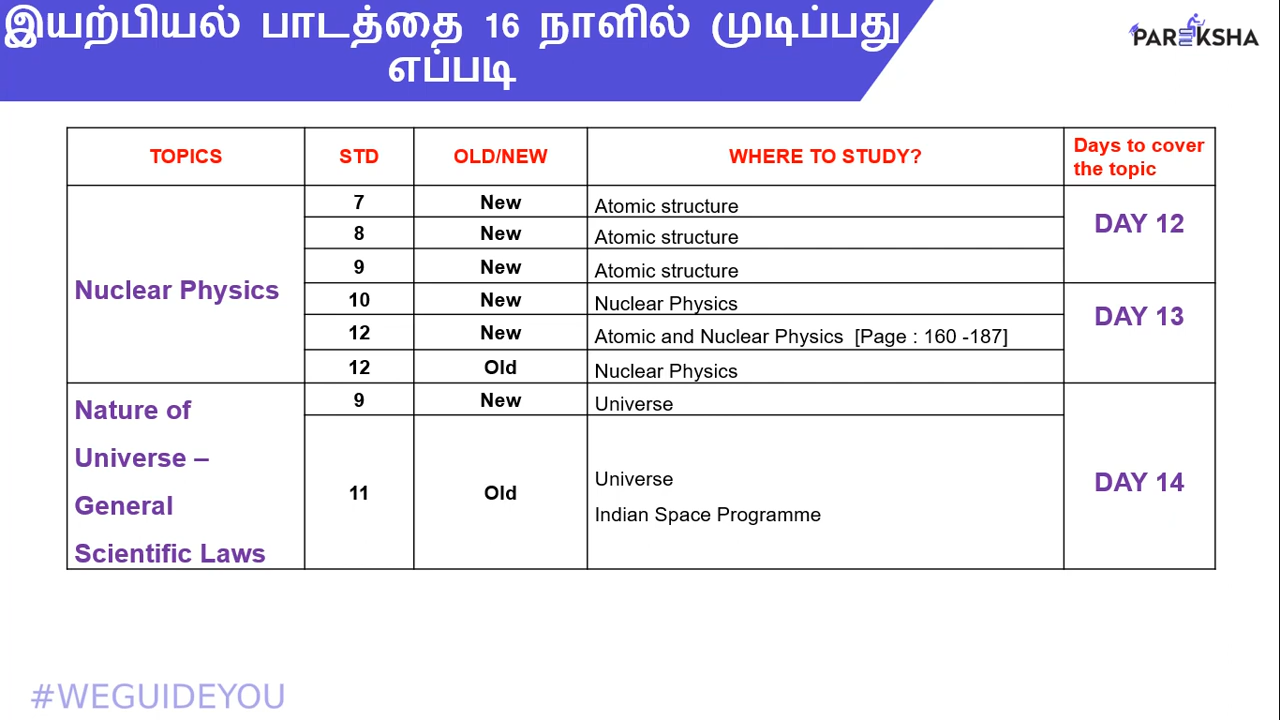 இயற்பியல் பாடத்தை 16 நாளில் முடிப்பது
எப்படி
PAREEKSHA
TOPICS STD OLD/NEW WHERE TO STUDY? Days to cover
the topic
Nuclear Physics
7 New Atomic structure
8 New Atomic structure
9 New Atomic structure
DAY 12
10 New Nuclear Physics
12 New Atomic and Nuclear Physics [Page : 160 -187]
12 Old Nuclear Physics
DAY 13
Nature of
Universe –
General
Scientific Laws
9 New Universe
11 Old Universe
Indian Space Programme
DAY 14
#WEGUIDEYOU